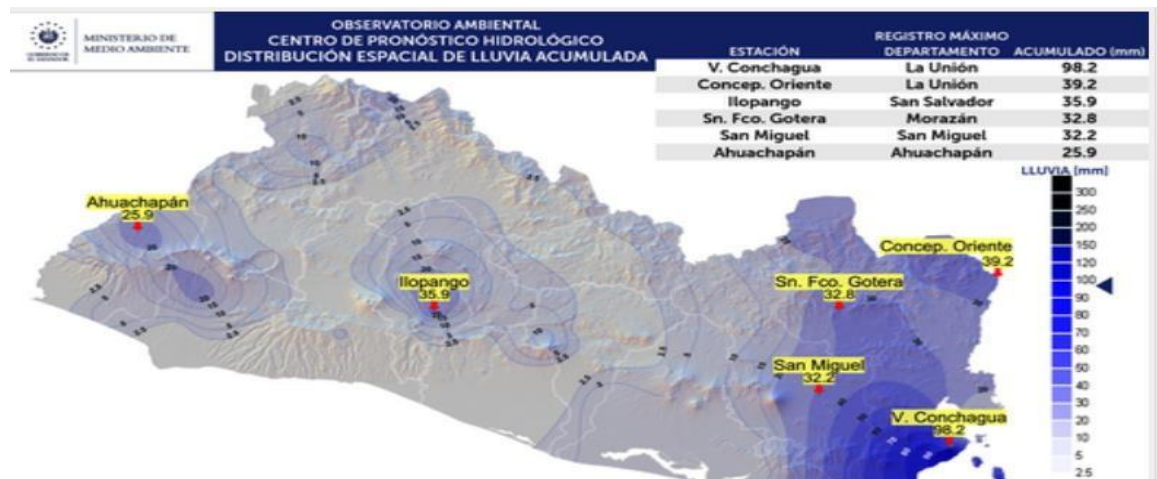 MINISTERIO DE
MEDIO AMBIENTE
GOBIERNO DE
EL SALVADOR
OBSERVATORIO AMBIENTAL
CENTRO DE PRONÓSTICO HIDROLÓGICO
DISTRIBUCIÓN ESPACIAL DE LLUVIA ACUMULADA
REGISTRO MÁXIMO
ESTACIÓN DEPARTAMENTO ACUMULADO (mm)
V. Conchagua La Unión 98.2
Concep. Oriente La Unión 39.2
Ilopango San Salvador 35.9
Sn. Fco. Gotera Morazán 32.8
San Miguel San Miguel 32.2
Ahuachapán Ahuachapán 25.9
LLUVIA [mm]
300
250
200
150
120
100
90
80
70
60
50
40
30
20
10
5
2.5
Ahuachapán
25.9
Ilopango
35.9
Concep. Oriente
39.2
Sn. Fco. Gotera
32.8
San Miguel
32.2
V. Conchagua
98.2